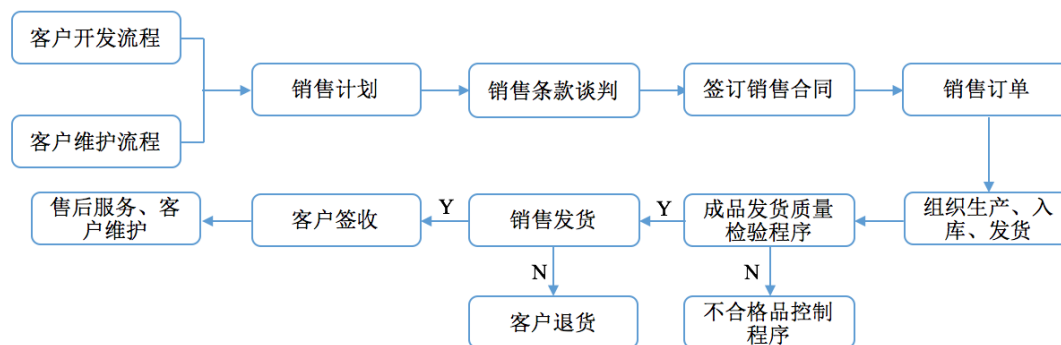 客户开发流程
客户维护流程
销售计划
销售条款谈判
签订销售合同
销售订单
组织生产、入
库、发货
成品发货质量
检验程序
Y
N
不合格品控制
程序
销售发货
Y
N
客户退货
客户签收
售后服务、客
户维护